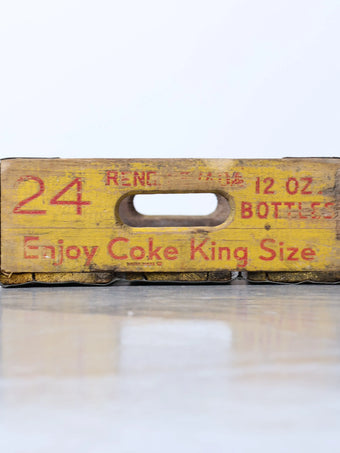 24
12 OZ
BOTTLES
Enjoy Coke King Size